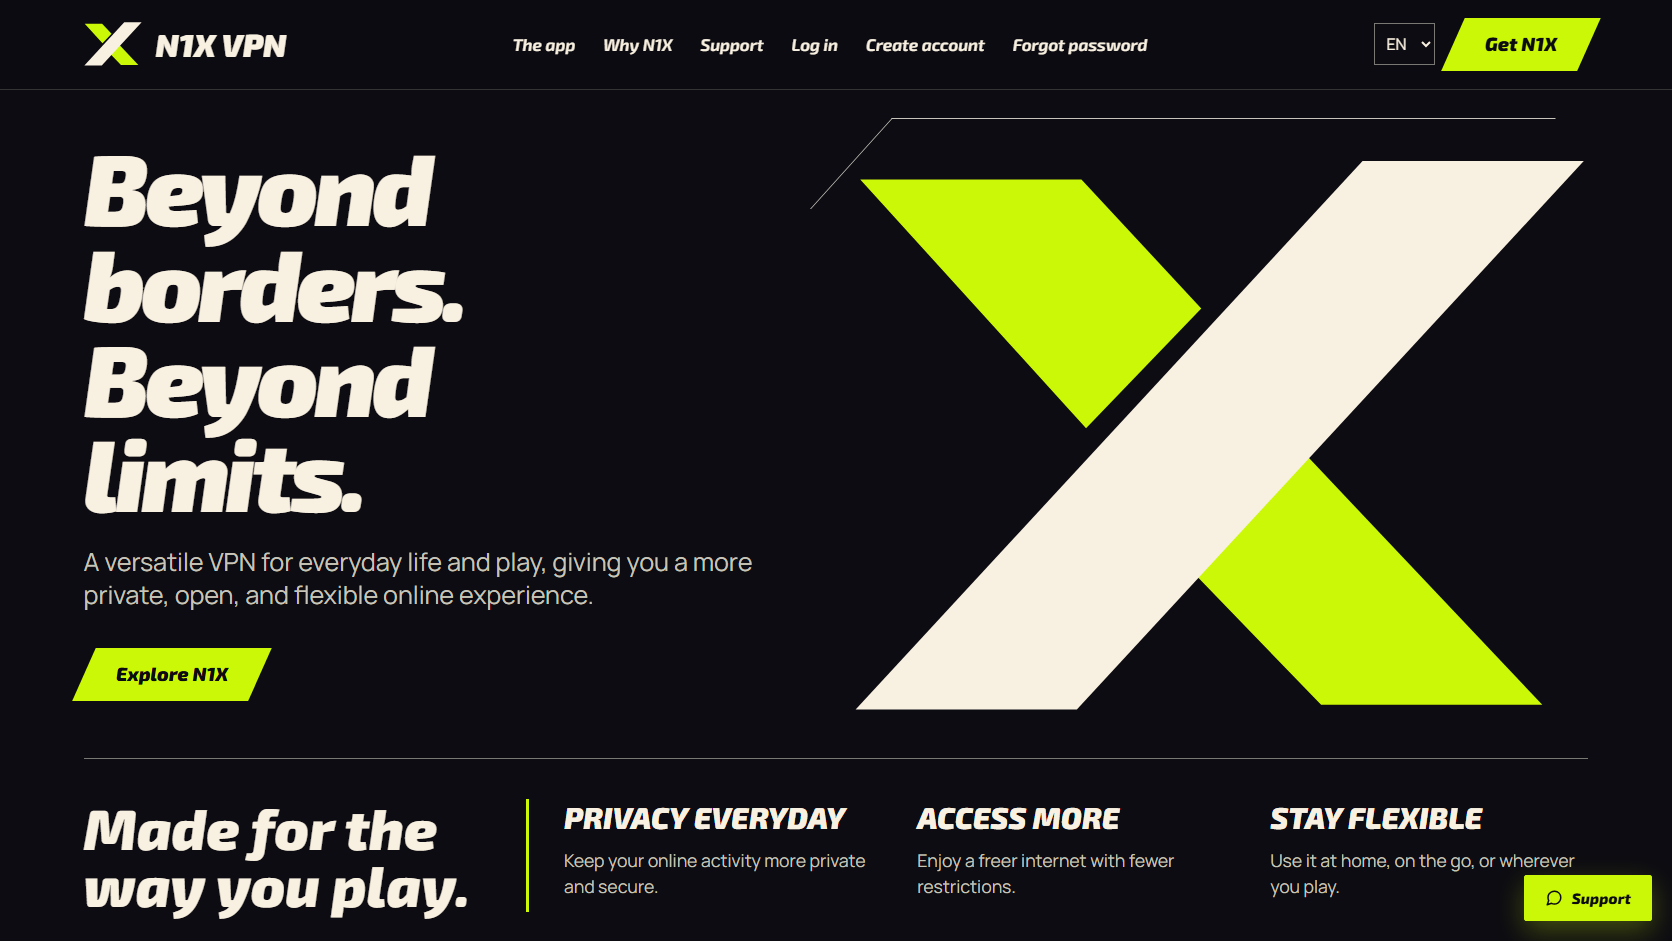 N1X VPN
The app
Why N1X
Support
Log in
Create account
Forgot password
EN
Get N1X
Beyond
borders.
Beyond
limits.
A versatile VPN for everyday life and play, giving you a more
private, open, and flexible online experience.
Explore N1X
Made for the
way you play.
PRIVACY EVERYDAY
Keep your online activity more private
and secure.
ACCESS MORE
Enjoy a freer internet with fewer
restrictions.
STAY FLEXIBLE
Use it at home, on the go, or wherever
you play.
Support